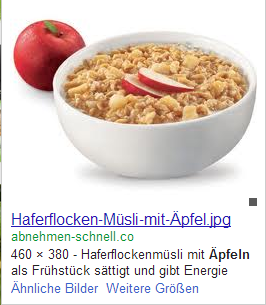 Haferflocken-Müsli-mit-Äpfel.jpg
abnehmen-schnell.co
460 × 380 - Haferflockenmüsli mit Äpfeln
als Frühstück sättigt und gibt Energie
Ähnliche Bilder Weitere Größen